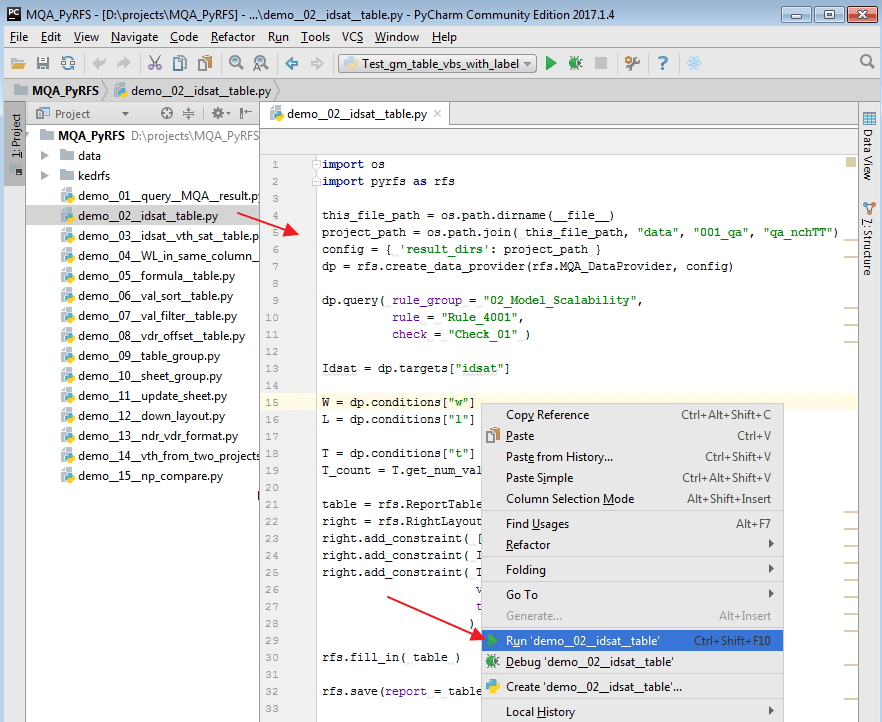 MQA_PyRFS - [D:\projects\MQA_PyRFS] - ...\demo__02__idsat__table.py - PyCharm Community Edition 2017.1.4
File Edit View Navigate Code Refactor Run Tools VCS Window Help
Test_gm_table_vbs_with_label
MQA_PyRFS demo__02__idsat__table.py
1: Project
Project
demo__02__idsat__table.py
MQA_PyRFS D:\projects\MQA_PyRFS
data
kedrfs
demo__01__query__MQA__result.py
demo__02__idsat__table.py
demo__03__idsat__vth_sat__table.p
demo__04__WL_in_same_column_
demo__05__formula__table.py
demo__06__val_sort__table.py
demo__07__val_filter__table.py
demo__08__vdr_offset__table.py
demo__09__table_group.py
demo__10__sheet_group.py
demo__11__update_sheet.py
demo__12__down_layout.py
demo__13__ndr_vdr_format.py
demo__14__vth_from_two_projects
demo__15__np_compare.py
1 import os
2 import pyrfs as rfs
3
4 this_file_path = os.path.dirname(__file__)
5 project_path = os.path.join( this_file_path, "data", "001_qa", "qa_nchTT")
6 config = { 'result_dirs': project_path }
7 dp = rfs.create_data_provider(rfs.MQA_DataProvider, config)
8
9 dp.query( rule_group = "02_Model_Scalability",
10 rule = "Rule_4001",
11 check = "Check_01" )
12
13 Idsat = dp.targets["idsat"]
14
15 W = dp.conditions["w"]
16 L = dp.conditions["l"]
17
18 T = dp.conditions["t"]
19 T_count = T.get_num_val
20
21 table = rfs.ReportTable
22 right = rfs.RightLayout
23 right.add_constraint( [
24 right.add_constraint( I
25 right.add_constraint( T
26 v
27 t
28 )
29
30 rfs.fill_in( table )
31
32 rfs.save(report = table
33
Copy Reference Ctrl+Alt+Shift+C
Paste Ctrl+V
Paste from History... Ctrl+Shift+V
Paste Simple Ctrl+Alt+Shift+V
Column Selection Mode Alt+Shift+Insert
Find Usages Alt+F7
Refactor
Folding
Go To
Generate... Alt+Insert
Run 'demo__02__idsat__table' Ctrl+Shift+F10
Debug 'demo__02__idsat__table'
Create 'demo__02__idsat__table'...
Local History
Data View
7: Structure